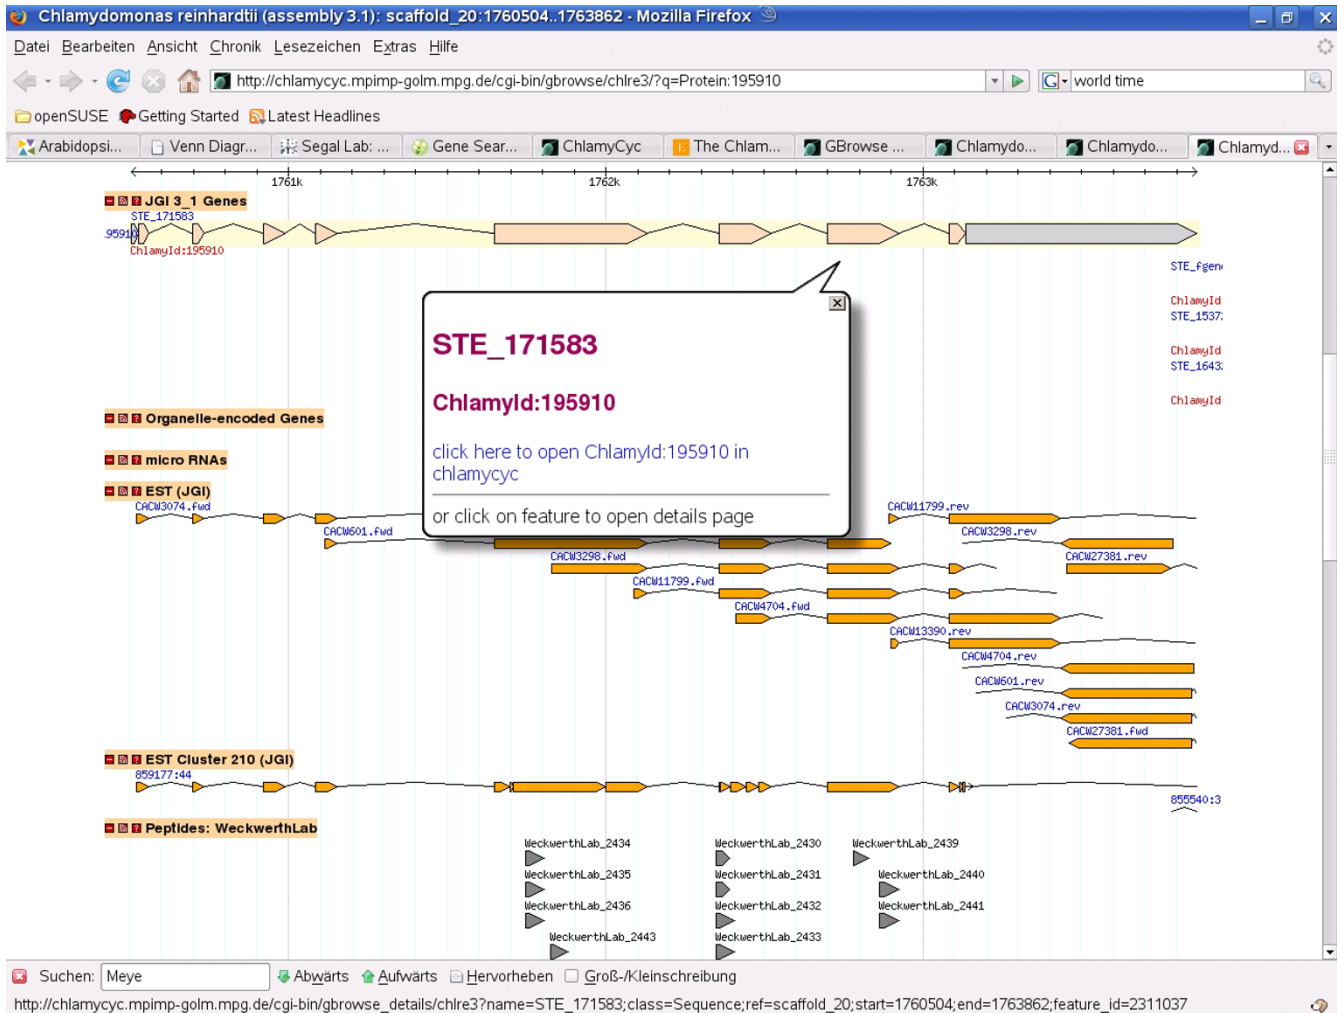 Chlamydomonas reinhardtii (assembly 3.1): scaffold_20:1760504..1763862 - Mozilla Firefox
Datei Bearbeiten Ansicht Chronik Lesezeichen Extras Hilfe
http://chlamycyc.mpimp-golm.mpg.de/cgi-bin/gbrowse/chlre3/?q=Protein:195910
G world time
openSUSE Getting Started Latest Headlines
Arabidopsi... Venn Diagr... Segal Lab: ... Gene Sear... ChlamyCyc The Chlam... GBrowse ... Chlamydo... Chlamydo... Chlamyd...
1761k 1762k 1763k
JGI 3_1 Genes
STE_171583
.95910
ChlamyId:195910
STE_fgen
ChlamyId
STE_1537
ChlamyId
STE_1643
ChlamyId
STE_171583
ChlamyId:195910
click here to open ChlamyId:195910 in
chlamycyc
or click on feature to open details page
Organelle-encoded Genes
micro RNAs
EST (JGI)
CACW3074.fwd CACW11799.rev
CACW601.fwd CACW3298.rev
CACW3298.fwd CACW27381.rev
CACW11799.fwd
CACW4704.fwd
CACW13390.rev
CACW4704.rev
CACW601.rev
CACW3074.rev
CACW27381.fwd
EST Cluster 210 (JGI)
859177:44
855540:3
Peptides: WeckwerthLab
WeckwerthLab_2434 WeckwerthLab_2430 WeckwerthLab_2439
WeckwerthLab_2435 WeckwerthLab_2431 WeckwerthLab_2440
WeckwerthLab_2436 WeckwerthLab_2432 WeckwerthLab_2441
WeckwerthLab_2443 WeckwerthLab_2433
Suchen: Meye Abwärts Aufwärts Hervorheben Groß-/Kleinschreibung
http://chlamycyc.mpimp-golm.mpg.de/cgi-bin/gbrowse_details/chlre3?name=STE_171583;class=Sequence;ref=scaffold_20;start=1760504;end=1763862;feature_id=2311037